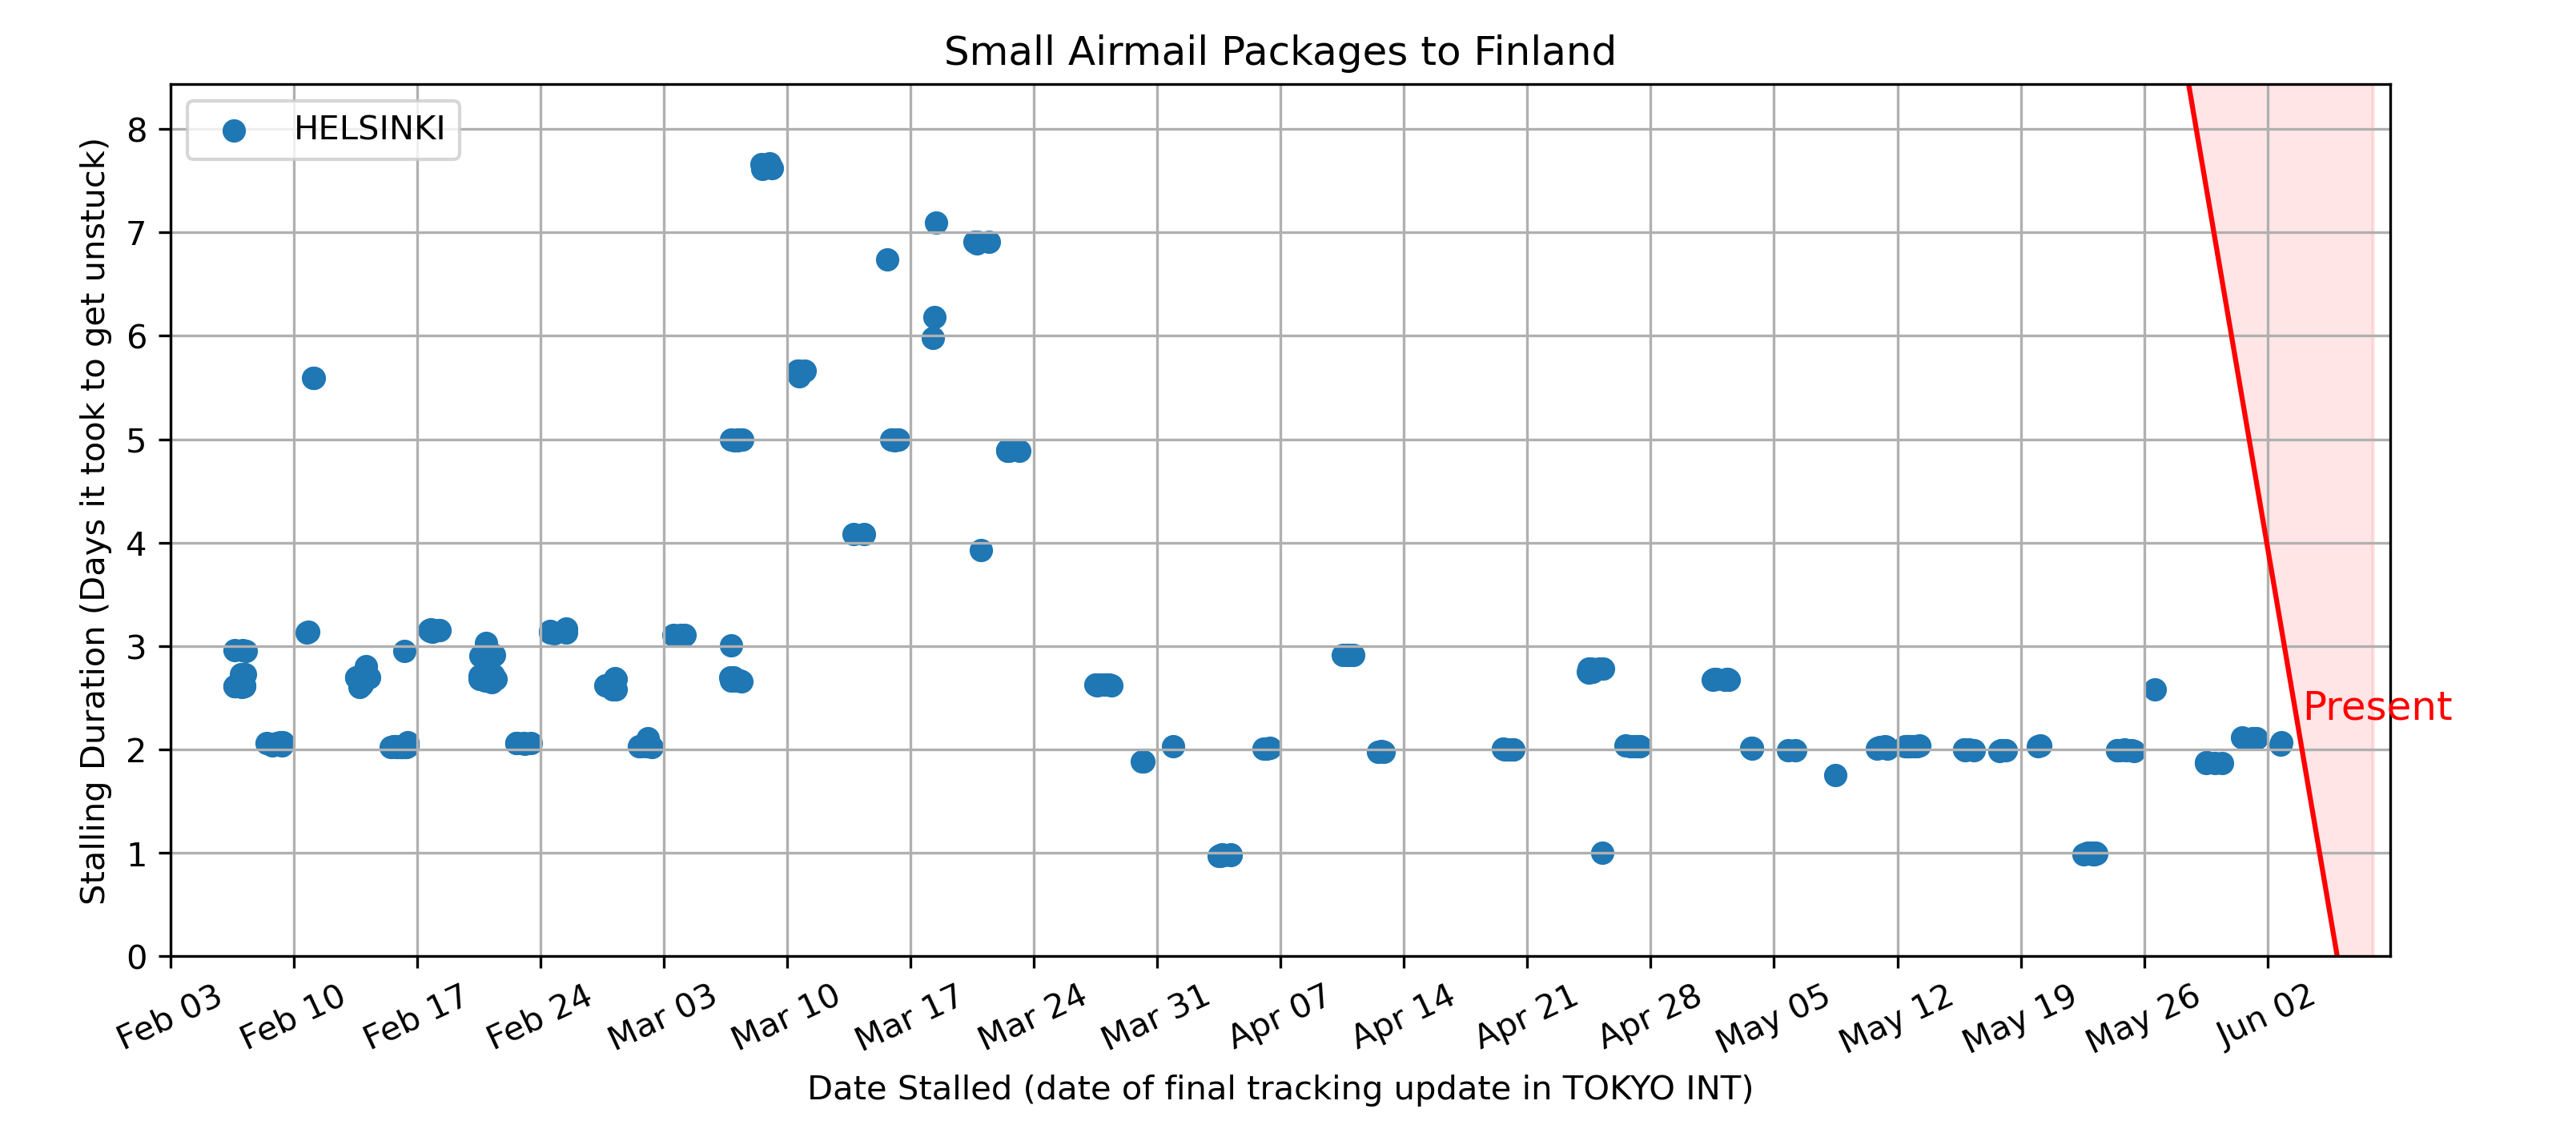 Small Airmail Packages to Finland
HELSINKI
Stalling Duration (Days it took to get unstuck)
8
7
6
5
4
3
2
1
0
Present
Feb 03
Feb 10
Feb 17
Feb 24
Mar 03
Mar 10
Mar 17
Mar 24
Mar 31
Apr 07
Apr 14
Apr 21
Apr 28
May 05
May 12
May 19
May 26
Jun 02
Date Stalled (date of final tracking update in TOKYO INT)